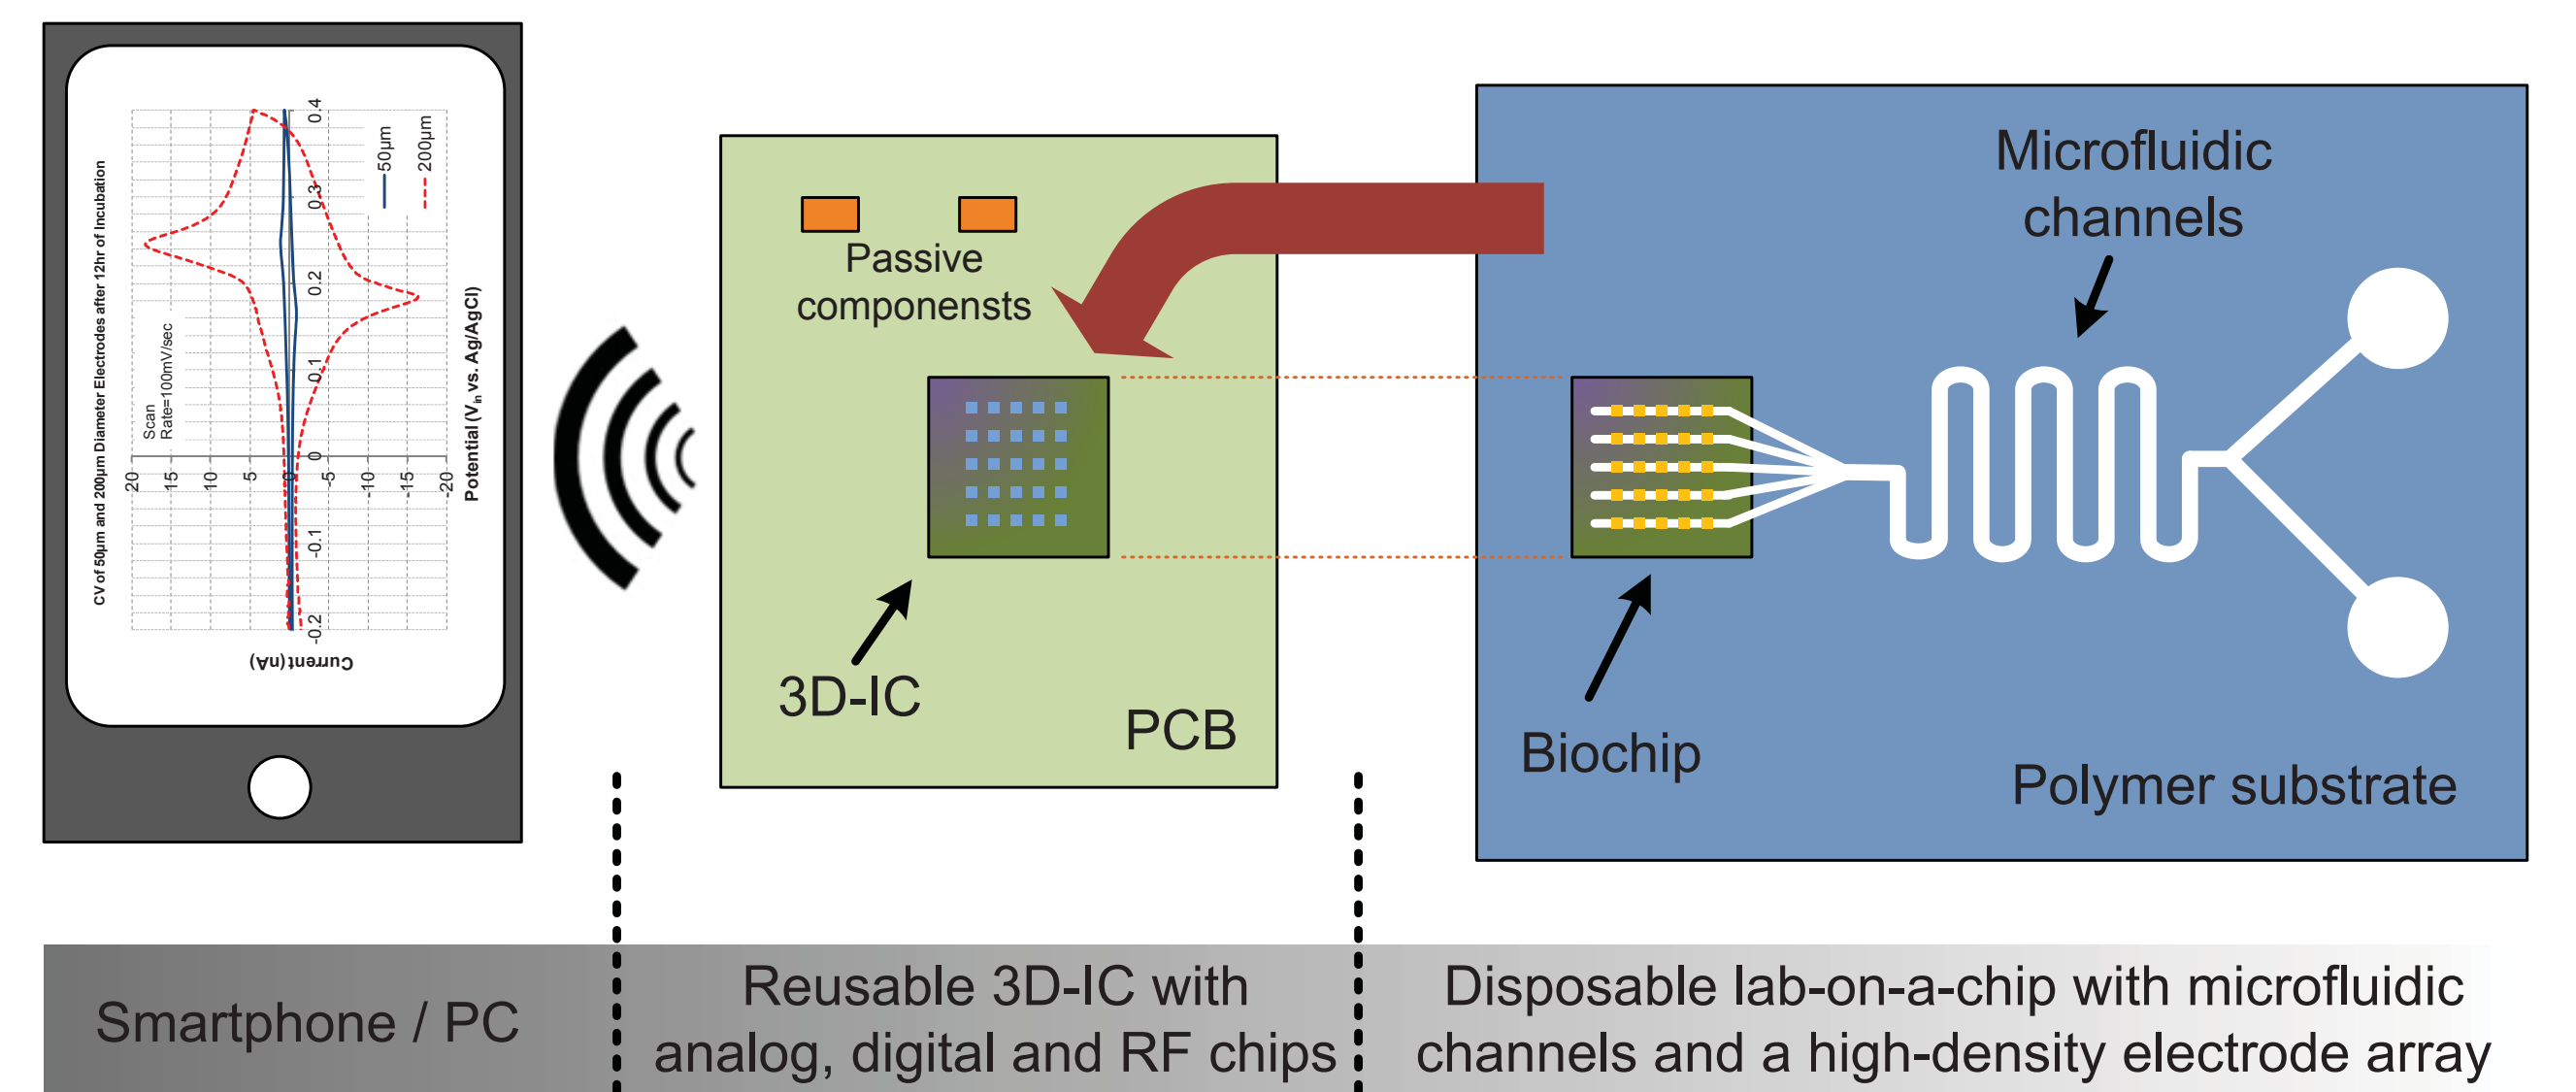 CV of 50µm and 200µm Diameter Electrodes after 12hr of Incubation
Scan
Rate=100mV/sec
50µm
200µm
0.4
0.3
0.2
0.1
0
-0.1
-0.2
20
15
10
5
0
-5
-10
-15
-20
Potential (Vin vs. Ag/AgCl)
Current(nA)
Passive
componensts
3D-IC
PCB
Microfluidic
channels
Biochip
Polymer substrate
Smartphone / PC
Reusable 3D-IC with
analog, digital and RF chips
Disposable lab-on-a-chip with microfluidic
channels and a high-density electrode array